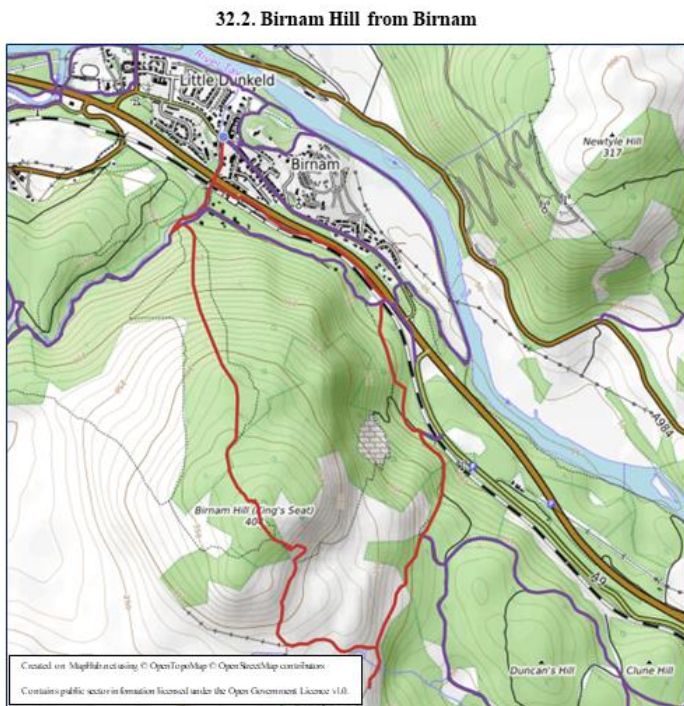 32.2. Birnam Hill from Birnam
River Tay
Little Dunkeld
Birnam
Newtyle Hill
317
A984
Birnam Hill (King's Seat)
A9
Duncan's Hill
Clune Hill
Created on MapHub.net using © OpenTopoMap © OpenStreetMap contributors
Contains public sector information licensed under the Open Government Licence v1.0.